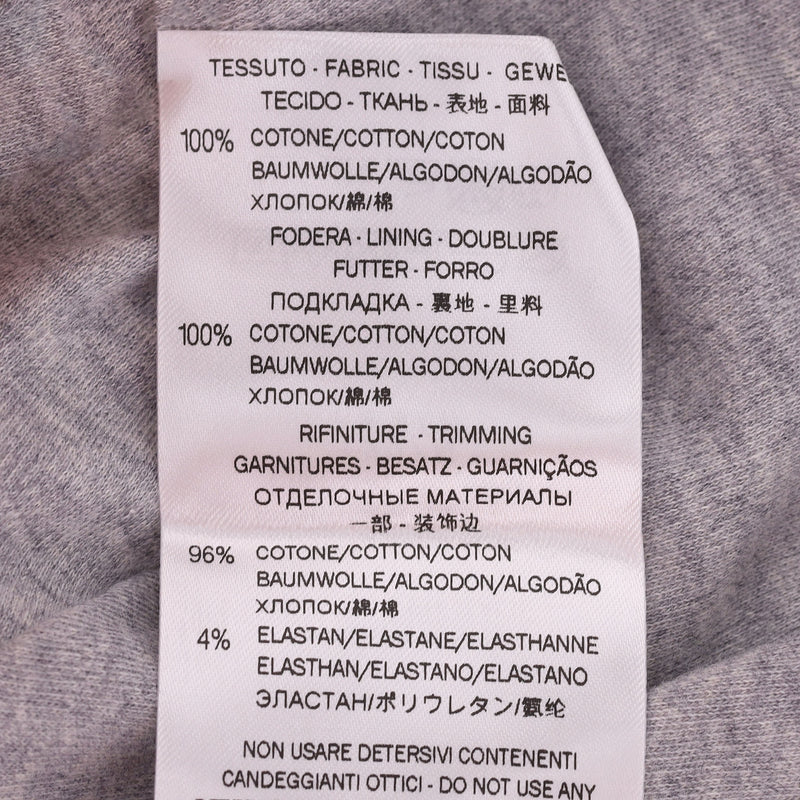 TESSUTO - FABRIC - TISSU - GEWE
TECIDO - ТКАНЬ - 表地 - 面料
100% COTONE/COTTON/COTON
BAUMWOLLE/ALGODON/ALGODÃO
ХЛОПОК/綿/棉
FODERA - LINING - DOUBLURE
FUTTER - FORRO
ПОДКЛАДКА - 裏地 - 里料
100% COTONE/COTTON/COTON
BAUMWOLLE/ALGODON/ALGODÃO
ХЛОПОК/綿/棉
RIFINITURE - TRIMMING
GARNITURES - BESATZ - GUARNIÇÃOS
ОТДЕЛОЧНЫЕ МАТЕРИАЛЫ
一部 - 装饰边
96% COTONE/COTTON/COTON
BAUMWOLLE/ALGODON/ALGODÃO
ХЛОПОК/綿/棉
4% ELASTAN/ELASTANE/ELASTHANNE
ELASTHAN/ELASTANO/ELASTANO
ЭЛАСТАН/ポリウレタン/氨纶
NON USARE DETERSIVI CONTENENTI
CANDEGGIANTI OTTICI - DO NOT USE ANY